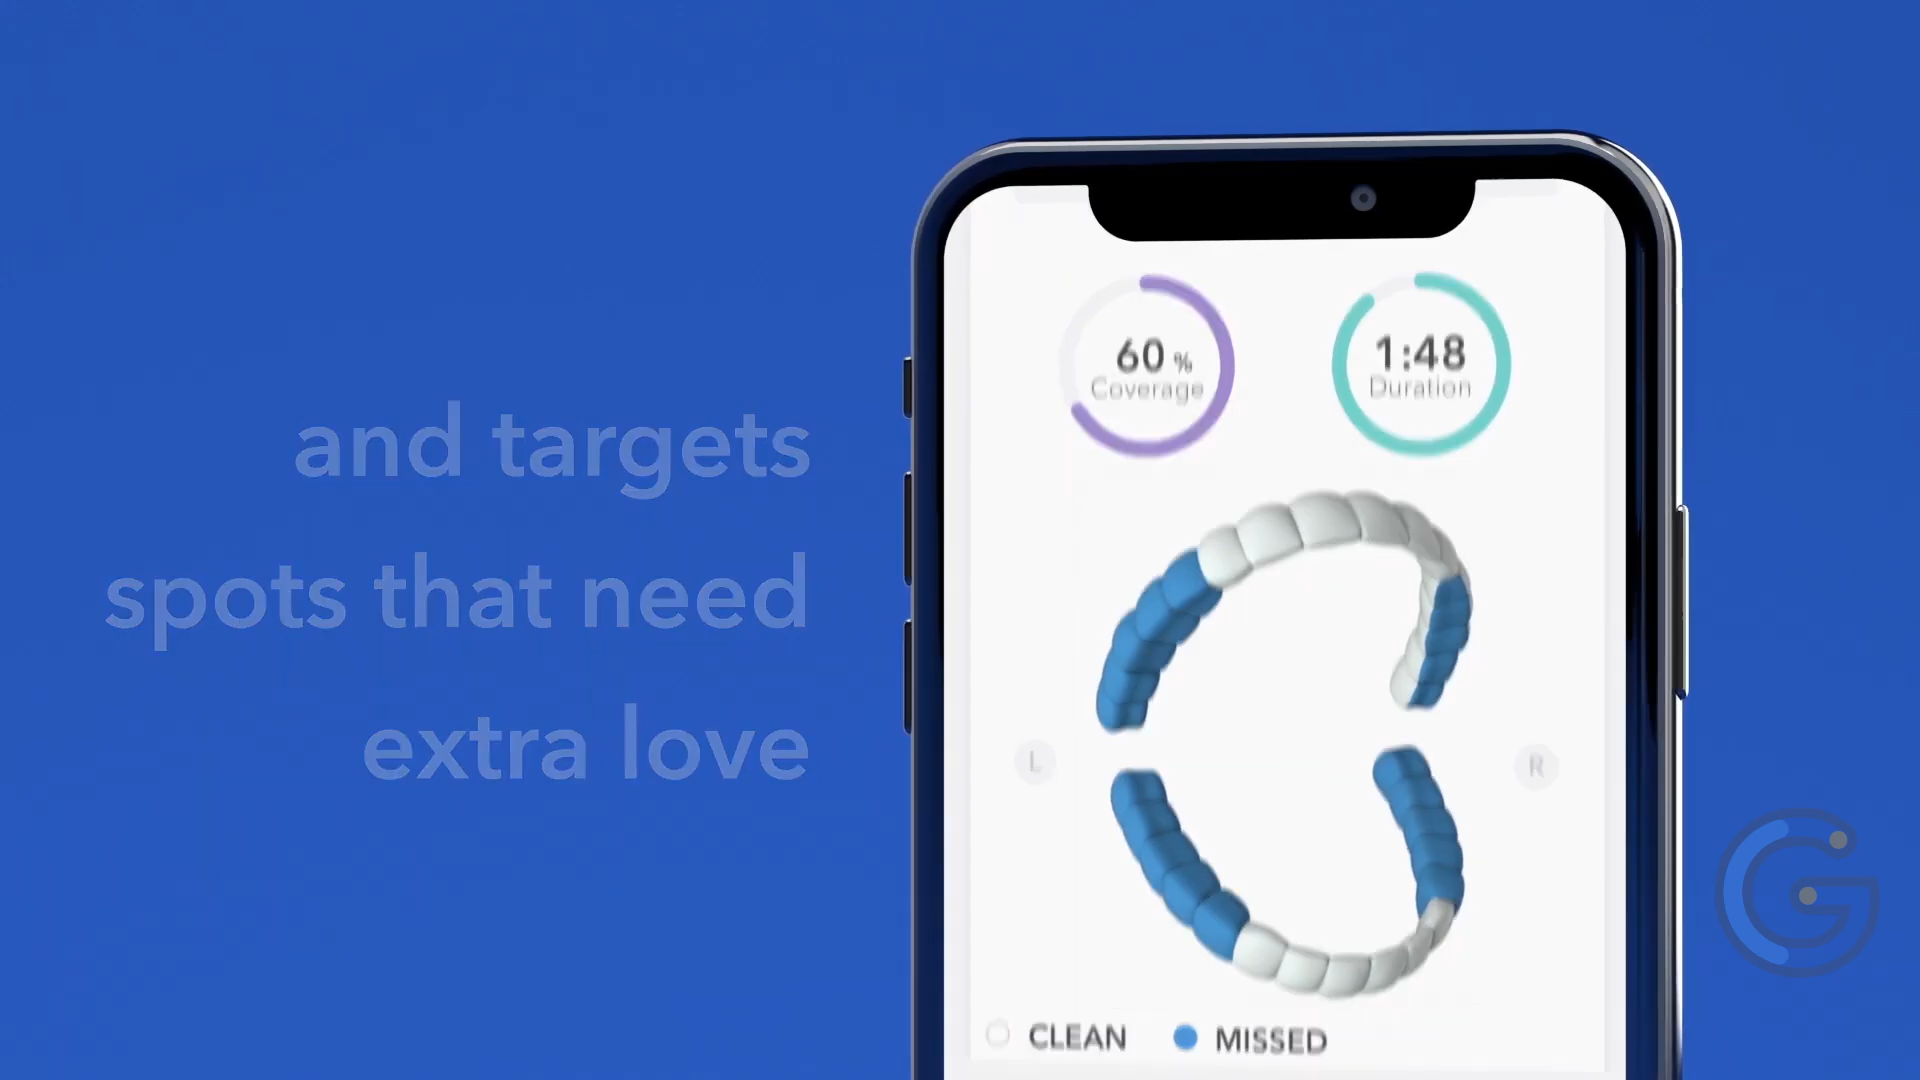 and targets
spots that need
extra love
60 %
Coverage
1:48
Duration
L
R
CLEAN
MISSED